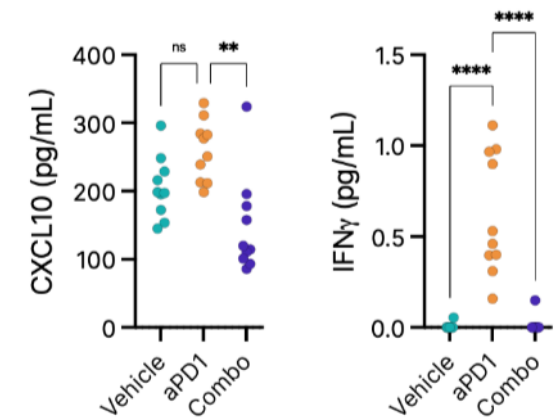 ns
**
CXCL10 (pg/mL)
400
300
200
100
0
Vehicle
aPD1
Combo
****
****
IFNγ (pg/mL)
1.5
1.0
0.5
0.0
Vehicle
aPD1
Combo